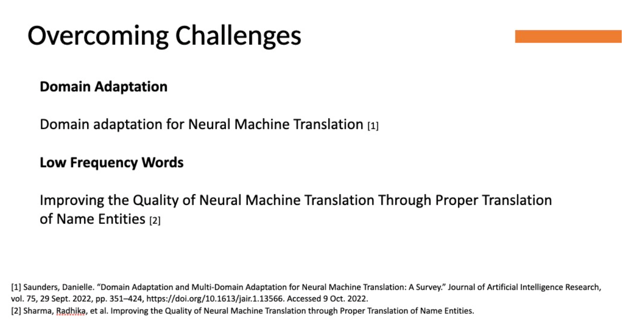 Overcoming Challenges
Domain Adaptation
Domain adaptation for Neural Machine Translation [1]
Low Frequency Words
Improving the Quality of Neural Machine Translation Through Proper Translation
of Name Entities [2]
[1] Saunders, Danielle. “Domain Adaptation and Multi-Domain Adaptation for Neural Machine Translation: A Survey.” Journal of Artificial Intelligence Research,
vol. 75, 29 Sept. 2022, pp. 351–424, https://doi.org/10.1613/jair.1.13566. Accessed 9 Oct. 2022.
[2] Sharma, Radhika, et al. Improving the Quality of Neural Machine Translation through Proper Translation of Name Entities.